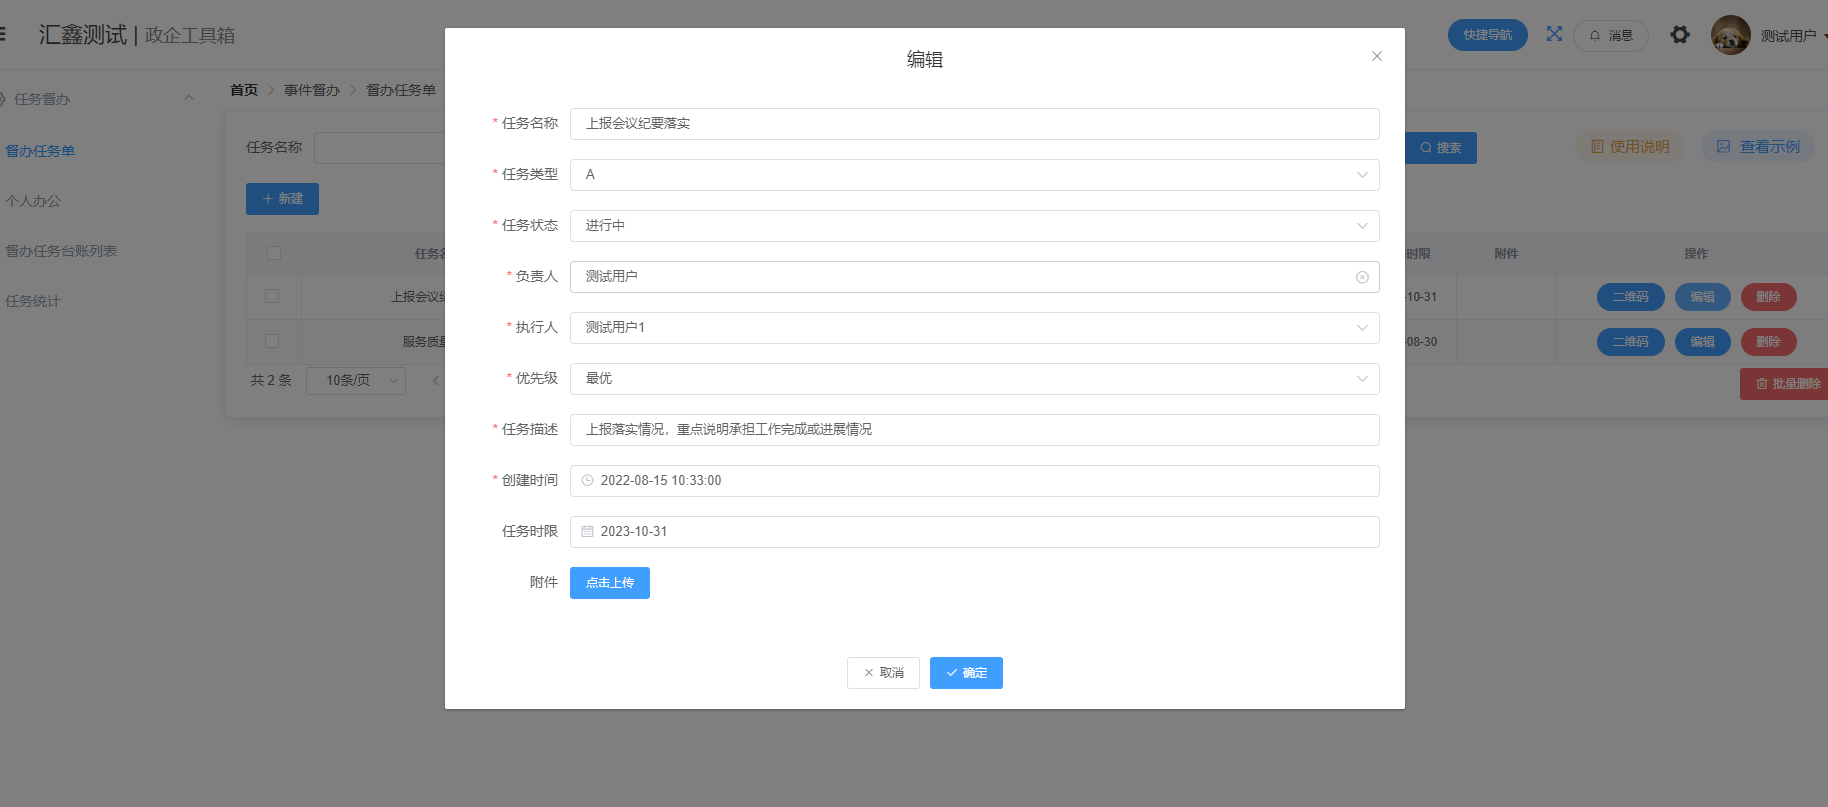 汇鑫测试 | 政企工具箱
快捷导航
消息
测试用户
任务督办
督办任务单
个人办公
督办任务台账列表
任务统计
首页 > 事件督办 > 督办任务单
任务名称
搜索
使用说明
查看示例
+ 新建
任务
时限
附件
操作
上报会议
-10-31
二维码
编辑
删除
服务质
-08-30
二维码
编辑
删除
共 2 条
10条/页
批量删除
编辑
* 任务名称 上报会议纪要落实
* 任务类型 A
* 任务状态 进行中
* 负责人 测试用户
* 执行人 测试用户1
* 优先级 最优
* 任务描述 上报落实情况，重点说明承担工作完成或进展情况
* 创建时间 2022-08-15 10:33:00
任务时限 2023-10-31
附件 点击上传
取消
确定